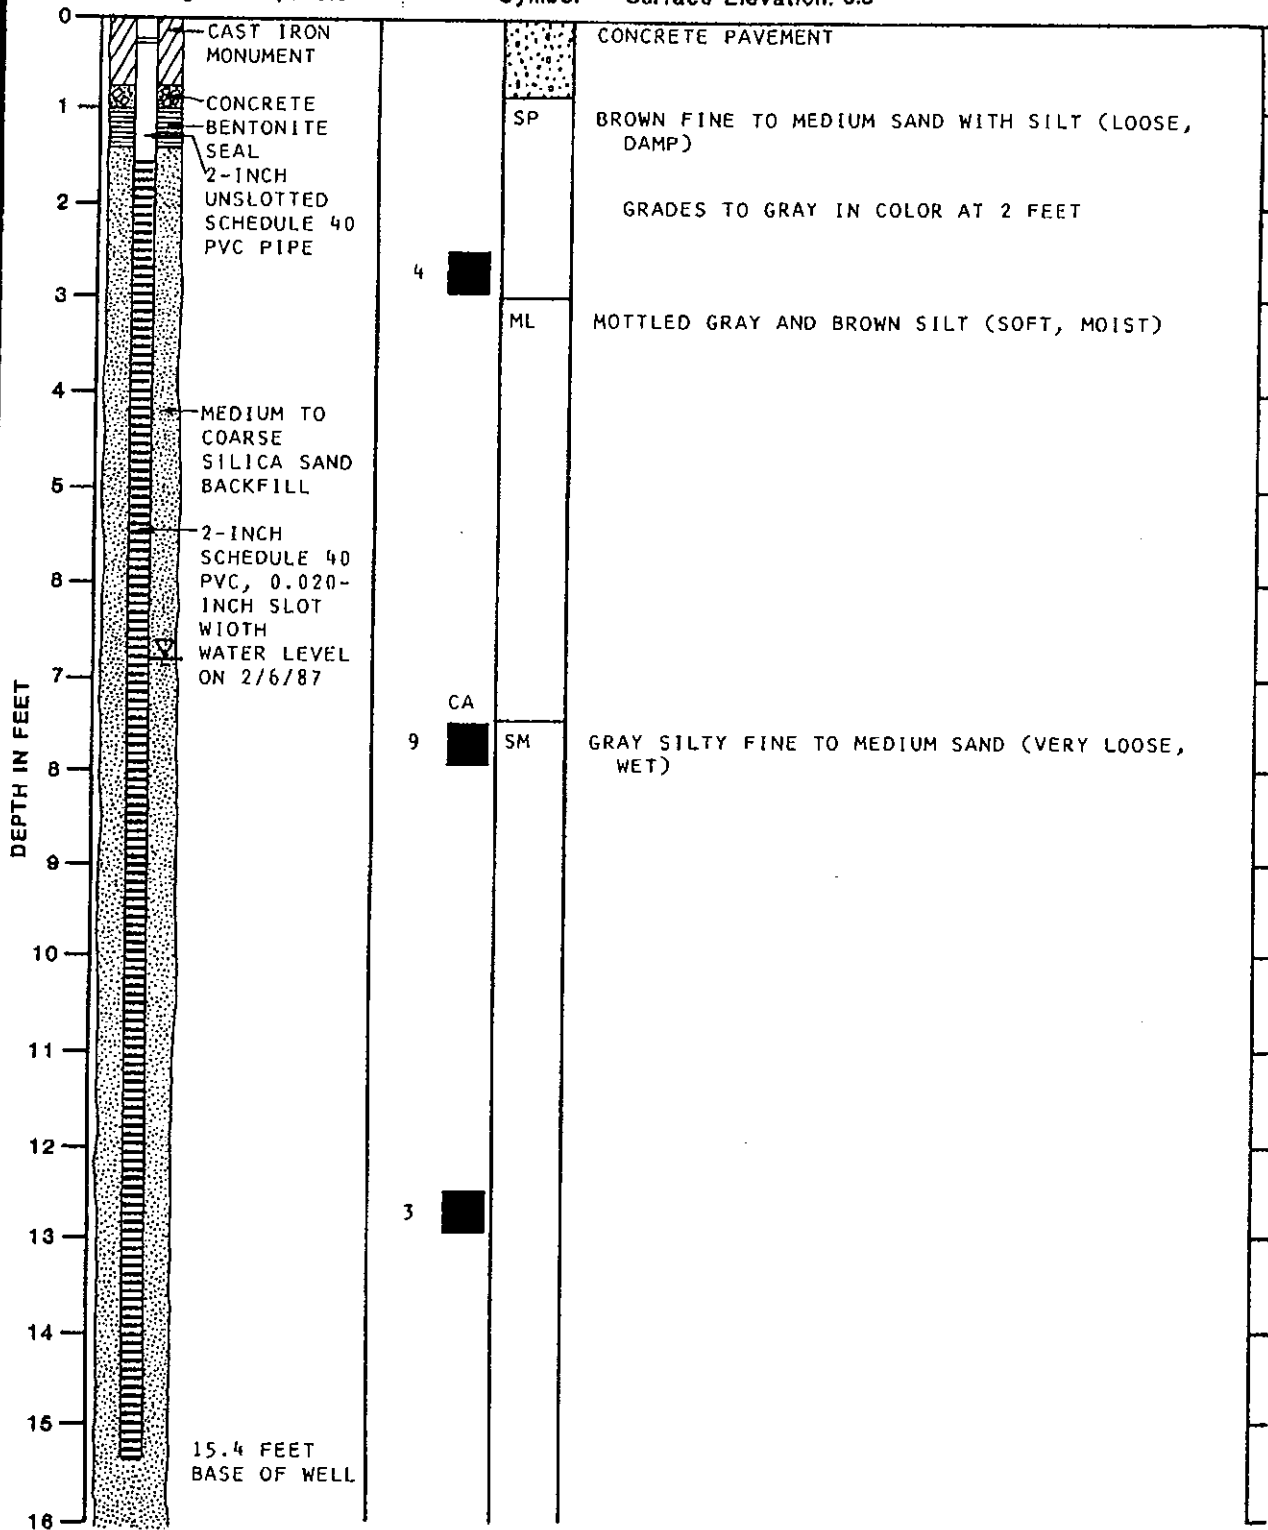 Symbol Surface Elevation:
0
CAST IRON
MONUMENT
CONCRETE
BENTONITE
SEAL
2-INCH
UNSLOTTED
SCHEDULE 40
PVC PIPE
MEDIUM TO
COARSE
SILICA SAND
BACKFILL
2-INCH
SCHEDULE 40
PVC, 0.020-
INCH SLOT
WIOTH
WATER LEVEL
ON 2/6/87
15.4 FEET
BASE OF WELL
1
2
3
4
5
8
7
8
9
10
11
12
13
14
15
16
DEPTH IN FEET
4
CA
9
3
CONCRETE PAVEMENT
SP BROWN FINE TO MEDIUM SAND WITH SILT (LOOSE,
DAMP)
GRADES TO GRAY IN COLOR AT 2 FEET
ML MOTTLED GRAY AND BROWN SILT (SOFT, MOIST)
SM GRAY SILTY FINE TO MEDIUM SAND (VERY LOOSE,
WET)